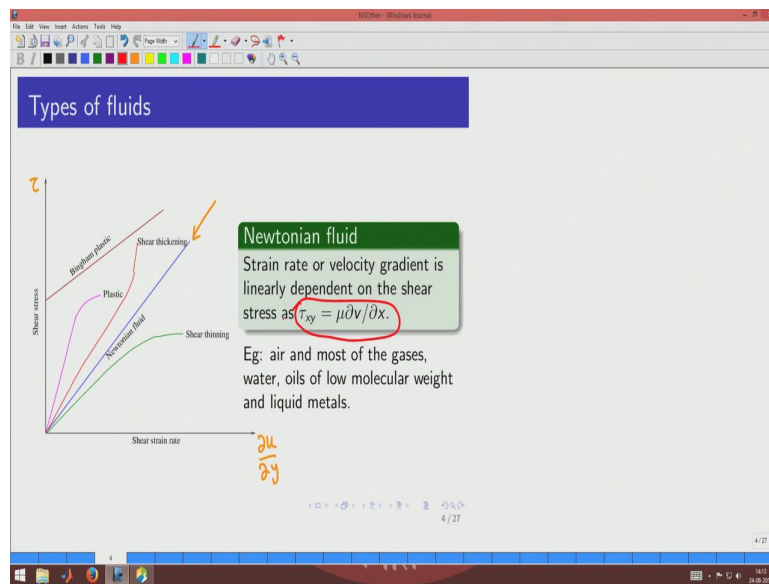 NSOther - Windows Journal
File Edit View Insert Actions Tools Help
Page Width
B I
Types of fluids
τ
Shear stress
Bingham plastic
Shear thickening
Plastic
Newtonian fluid
Shear thinning
Shear strain rate
∂u
∂y
Newtonian fluid
Strain rate or velocity gradient is
linearly dependent on the shear
stress as τxy = μ∂v/∂x.
Eg: air and most of the gases,
water, oils of low molecular weight
and liquid metals.
4 / 27
4/27
4
14:13